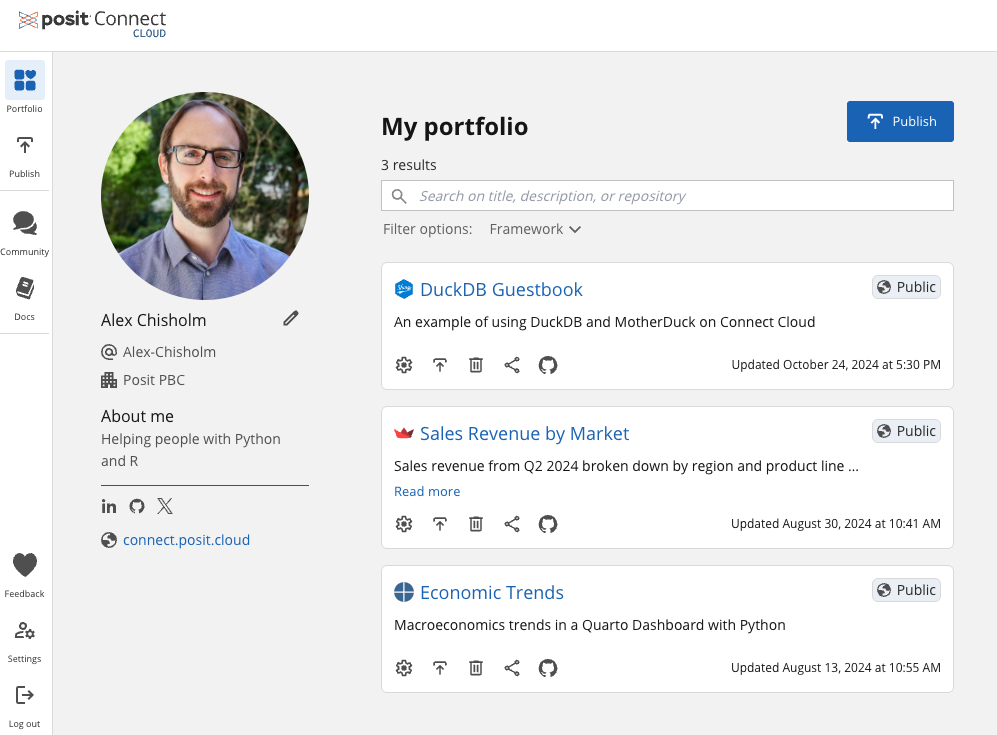 posit Connect
CLOUD
Portfolio
Publish
Community
Docs
Feedback
Settings
Log out
Alex Chisholm
Alex-Chisholm
Posit PBC
About me
Helping people with Python
and R
in
connect.posit.cloud
My portfolio
Publish
3 results
Search on title, description, or repository
Filter options: Framework
DuckDB Guestbook
Public
An example of using DuckDB and MotherDuck on Connect Cloud
Updated October 24, 2024 at 5:30 PM
Sales Revenue by Market
Public
Sales revenue from Q2 2024 broken down by region and product line ...
Read more
Updated August 30, 2024 at 10:41 AM
Economic Trends
Public
Macroeconomics trends in a Quarto Dashboard with Python
Updated August 13, 2024 at 10:55 AM